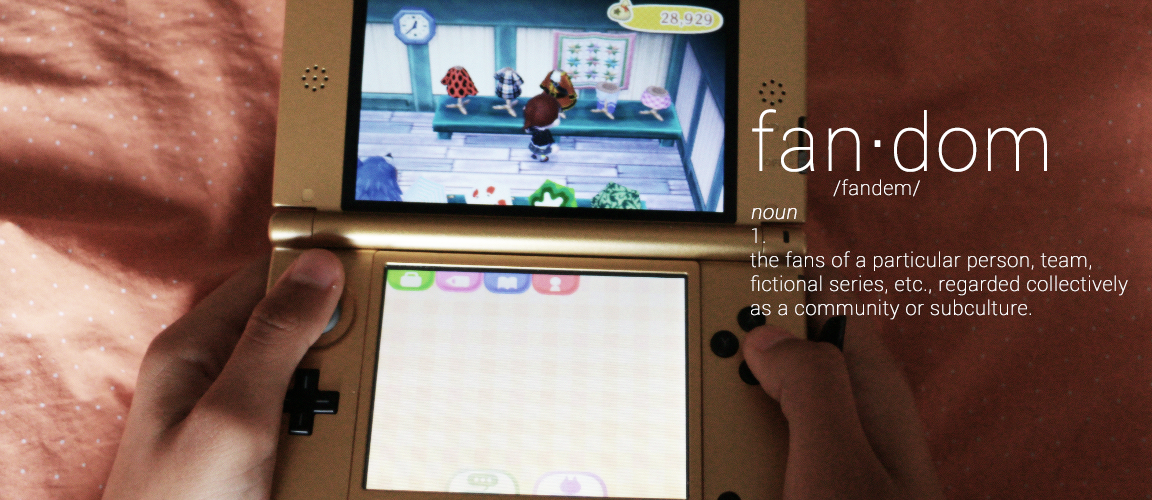 28,929
fan·dom
/fandem/
noun
1.
the fans of a particular person, team,
fictional series, etc., regarded collectively
as a community or subculture.